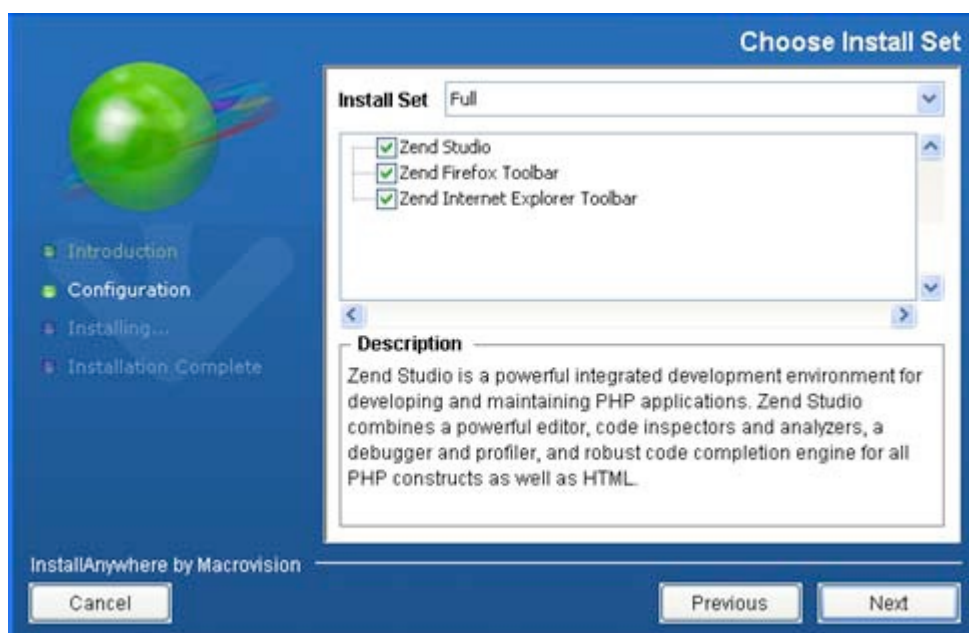 Choose Install Set
Install Set Full
Zend Studio
Zend Firefox Toolbar
Zend Internet Explorer Toolbar
Introduction
Configuration
Installing...
Installation Complete
Description
Zend Studio is a powerful integrated development environment for
developing and maintaining PHP applications. Zend Studio
combines a powerful editor, code inspectors and analyzers, a
debugger and profiler, and robust code completion engine for all
PHP constructs as well as HTML.
InstallAnywhere by Macrovision
Cancel Previous Next